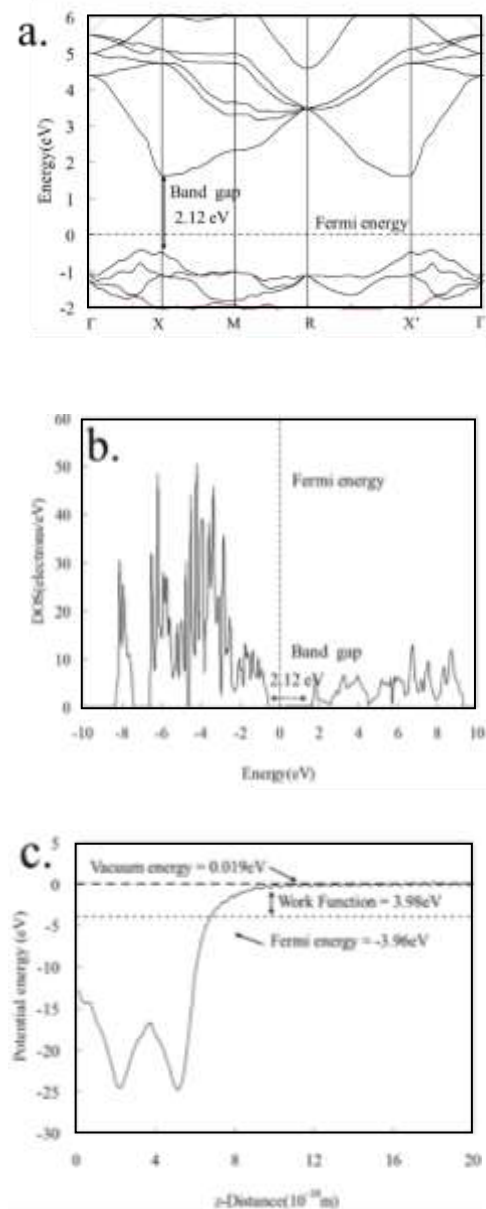 a.
6
5
4
3
2
1
0
-1
-2
Energy(eV)
Band gap
2.12 eV
Fermi energy
Γ X M R X' Γ
b.
60
50
40
30
20
10
0
DOS(electrons/eV)
Fermi energy
Band gap
2.12 eV
-10 -8 -6 -4 -2 0 2 4 6 8 10
Energy(eV)
c.
5
0
-5
-10
-15
-20
-25
-30
Potential energy (eV)
Vacuum energy = 0.019eV
Work Function = 3.98eV
Fermi energy = -3.96eV
0 4 8 12 16 20
z-Distance(10⁻¹⁰m)